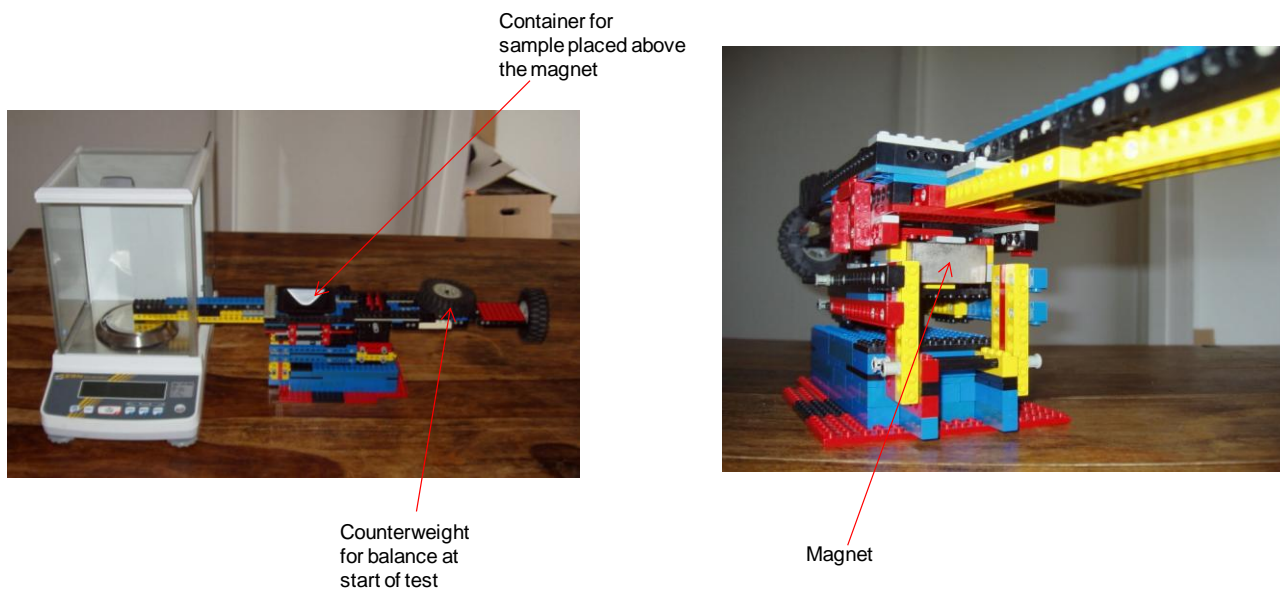 Container for
sample placed above
the magnet
Counterweight
for balance at
start of test
Magnet